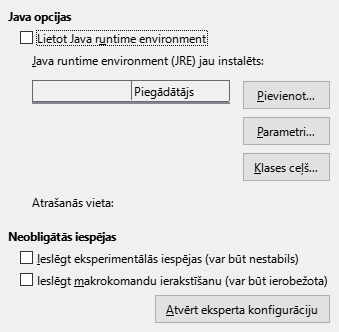 Java opcijas
Lietot Java runtime environment
Java runtime environment (JRE) jau instalēts:
Piegādātājs
Pievienot...
Parametri...
Klases ceļš...
Atrašanās vieta:
Neobligātās iespējas
Ieslēgt eksperimentālās iespējas (var būt nestabils)
Ieslēgt makrokomandu ierakstīšanu (var būt ierobežota)
Atvērt eksperta konfigurāciju